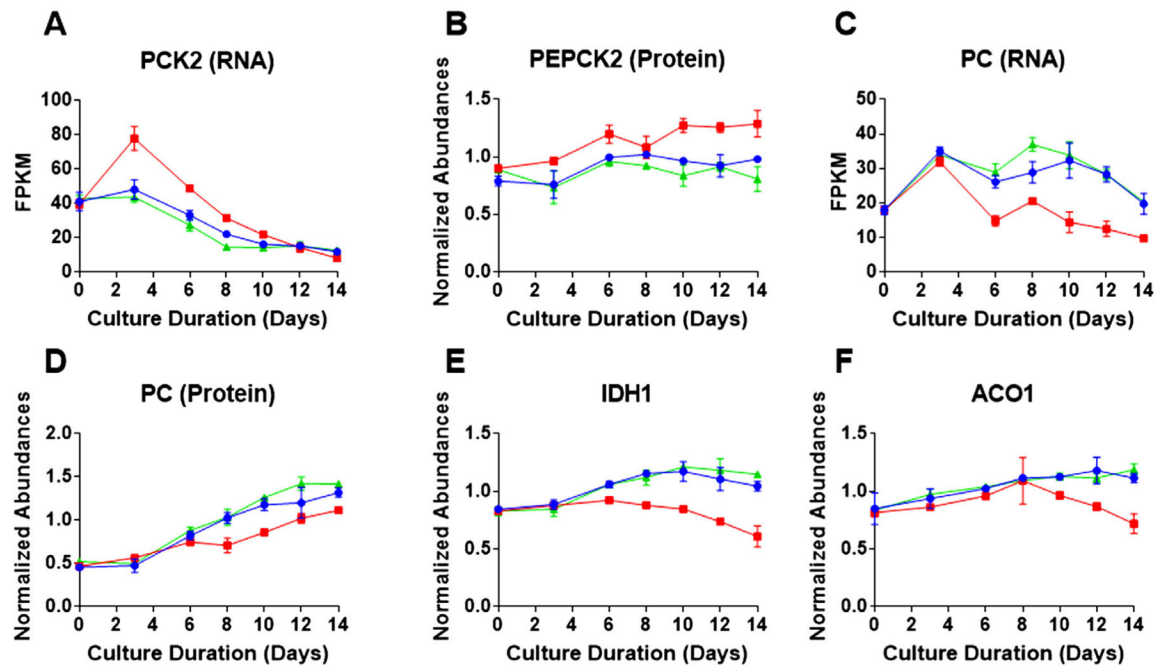 A
PCK2 (RNA)
FPKM
100
80
60
40
20
0
0 2 4 6 8 10 12 14
Culture Duration (Days)
B
PEPCK2 (Protein)
Normalized Abundances
1.5
1.0
0.5
0.0
0 2 4 6 8 10 12 14
Culture Duration (Days)
C
PC (RNA)
FPKM
50
40
30
20
10
0
0 2 4 6 8 10 12 14
Culture Duration (Days)
D
PC (Protein)
Normalized Abundances
2.0
1.5
1.0
0.5
0.0
0 2 4 6 8 10 12 14
Culture Duration (Days)
E
IDH1
Normalized Abundances
1.5
1.0
0.5
0.0
0 2 4 6 8 10 12 14
Culture Duration (Days)
F
ACO1
Normalized Abundances
1.5
1.0
0.5
0.0
0 2 4 6 8 10 12 14
Culture Duration (Days)